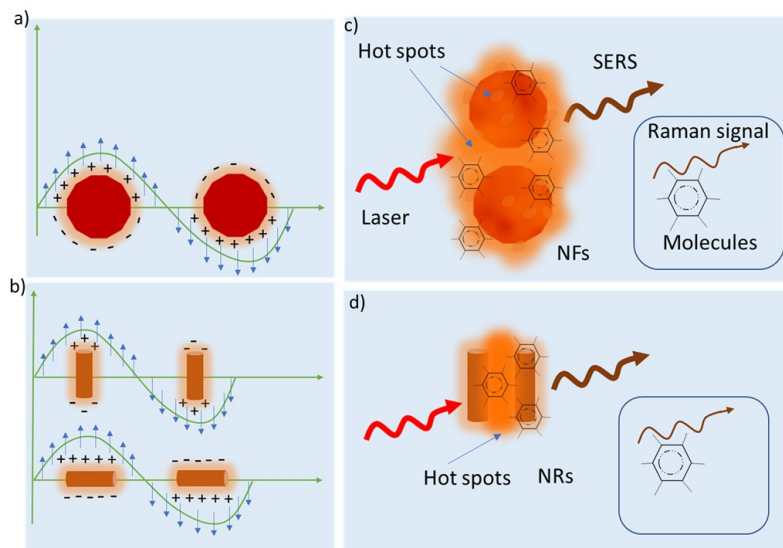 a)
b)
c)
Hot spots
SERS
Laser
NFs
Raman signal
Molecules
d)
Hot spots
NRs